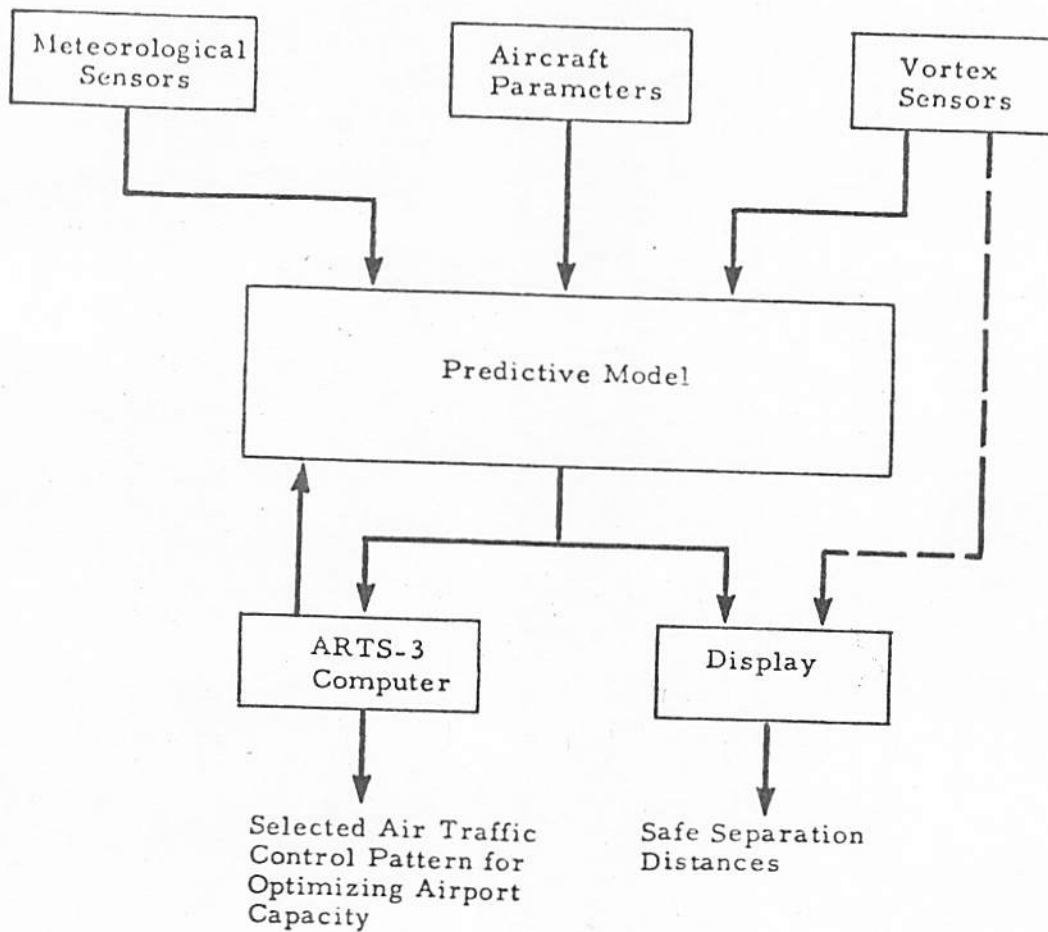 Meteorological
Sensors
Aircraft
Parameters
Vortex
Sensors
Predictive Model
ARTS-3
Computer
Display
Selected Air Traffic
Control Pattern for
Optimizing Airport
Capacity
Safe Separation
Distances